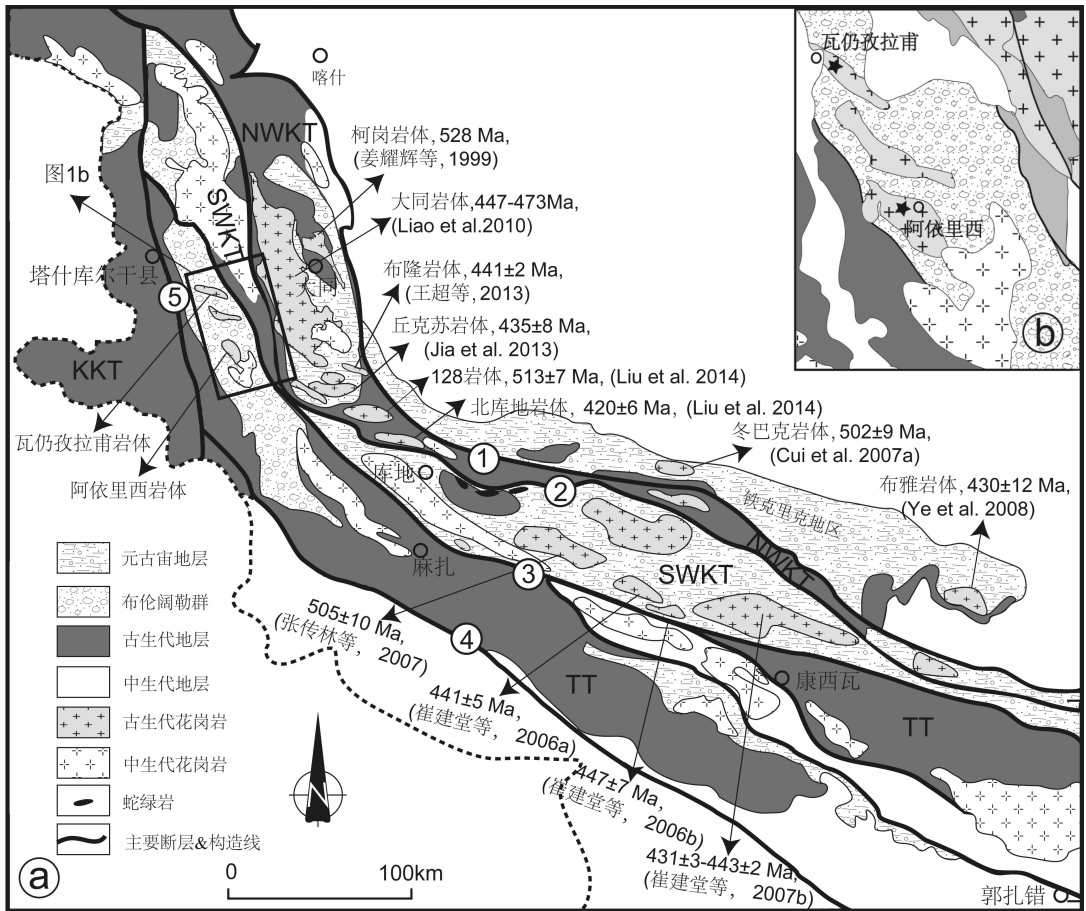 喀什
NWKT
柯岗岩体, 528 Ma,
(姜耀辉等, 1999)
图1b
大同岩体,447-473Ma,
(Liao et al.2010)
SWKT
布隆岩体, 441±2 Ma,
(王超等, 2013)
塔什库尔干县
大同
⑤
丘克苏岩体, 435±8 Ma,
(Jia et al. 2013)
KKT
128岩体, 513±7 Ma, (Liu et al. 2014)
北库地岩体, 420±6 Ma, (Liu et al. 2014)
瓦仍孜拉甫岩体
冬巴克岩体, 502±9 Ma,
(Cui et al. 2007a)
①
库地
②
阿依里西岩体
布雅岩体, 430±12 Ma,
(Ye et al. 2008)
铁克里克地区
NWKT
麻扎
③
SWKT
505±10 Ma,
(张传林等, 2007)
④
441±5 Ma,
(崔建堂等, 2006a)
TT
康西瓦
TT
447±7 Ma,
(崔建堂等, 2006b)
431±3-443±2 Ma,
(崔建堂等, 2007b)
郭扎错
元古宙地层
布伦阔勒群
古生代地层
中生代地层
古生代花岗岩
中生代花岗岩
蛇绿岩
主要断层&构造线
N
0 100km
a
瓦仍孜拉甫
阿依里西
b